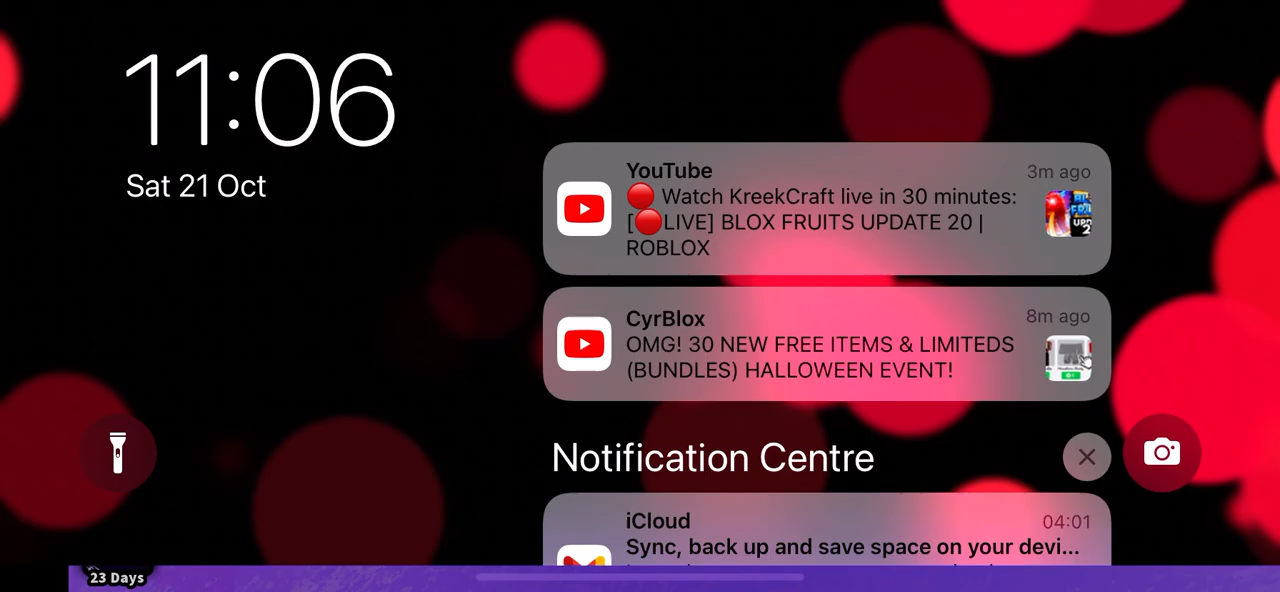 11:06
Sat 21 Oct
YouTube
3m ago
🔴 Watch KreekCraft live in 30 minutes:
[🔴LIVE] BLOX FRUITS UPDATE 20 |
ROBLOX
CyrBlox
8m ago
OMG! 30 NEW FREE ITEMS & LIMITEDS
(BUNDLES) HALLOWEEN EVENT!
Notification Centre
iCloud
04:01
Sync, back up and save space on your devi...
23 Days